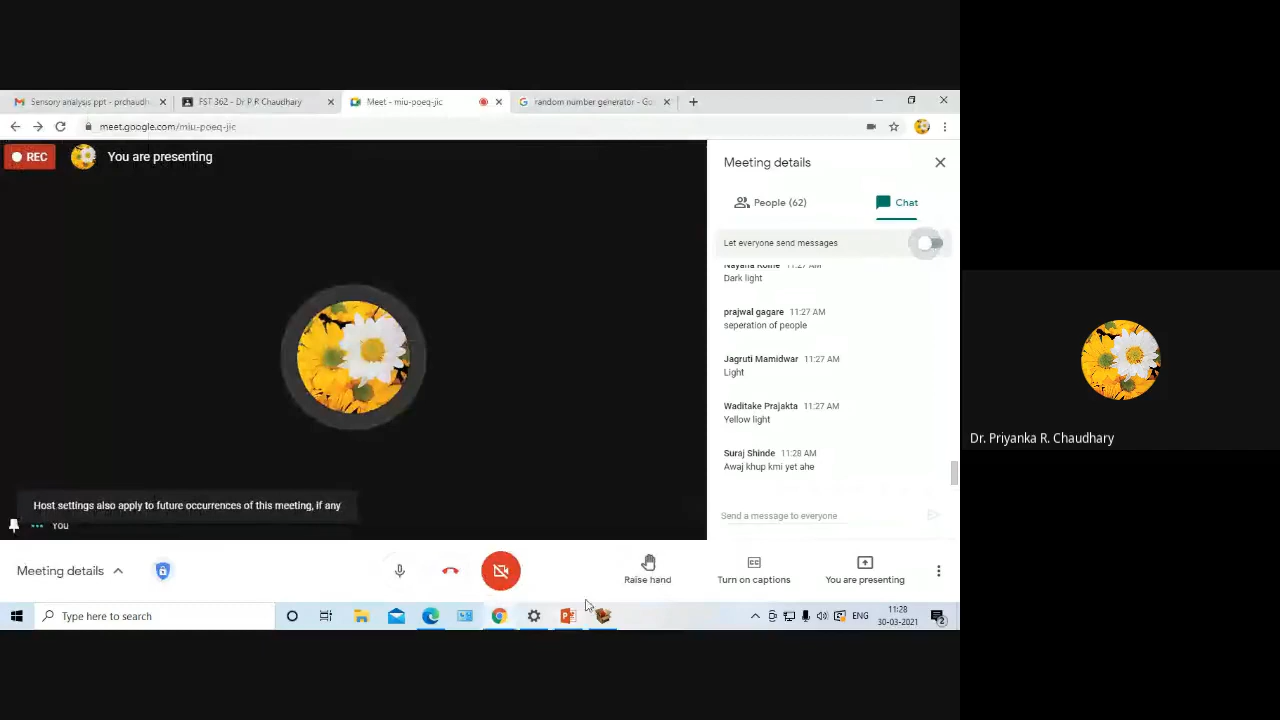 Sensory analysis ppt - prchaudh
FST 362 - Dr P R Chaudhary
Meet - miu-poeq-jic
random number generator - Go
meet.google.com/miu-poeq-jic
REC
You are presenting
Meeting details
People (62)
Chat
Let everyone send messages
11:27 AM
Dark light
prajwal gagare 11:27 AM
seperation of people
Jagruti Mamidwar 11:27 AM
Light
Waditake Prajakta 11:27 AM
Yellow light
Suraj Shinde 11:28 AM
Awaj khup kmi yet ahe
Dr. Priyanka R. Chaudhary
Host settings also apply to future occurrences of this meeting, if any
You
Send a message to everyone
Meeting details
Raise hand
Turn on captions
You are presenting
Type here to search
ENG
11:28
30-03-2021
2